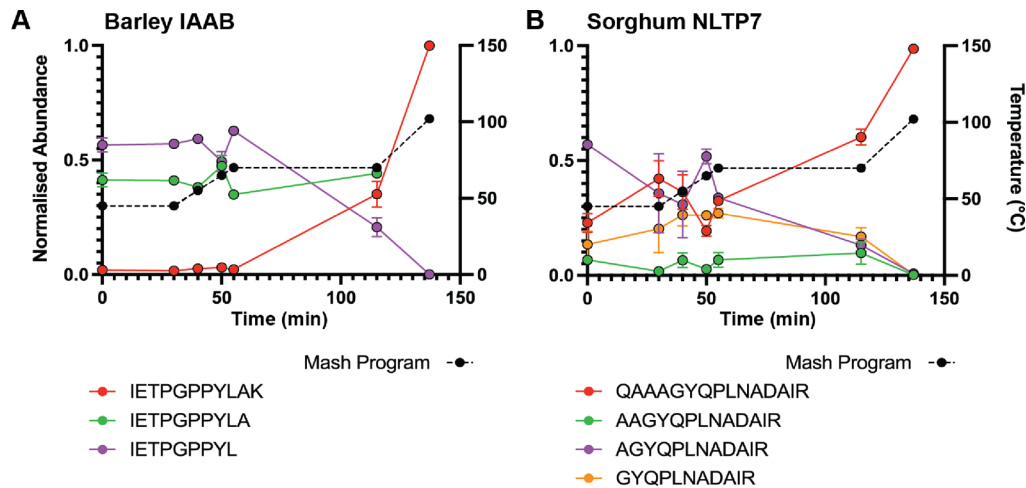 A Barley IAAB
B Sorghum NLTP7
Normalised Abundance
1.0
0.5
0.0
150
100
50
0
0 50 100 150
Time (min)
1.0
0.5
0.0
150
100
50
0
0 50 100 150
Time (min)
Temperature (°C)
Mash Program
IETPGPPYLAK
IETPGPPYLA
IETPGPPYL
Mash Program
QAAAGYQPLNADAIR
AAGYQPLNADAIR
AGYQPLNADAIR
GYQPLNADAIR